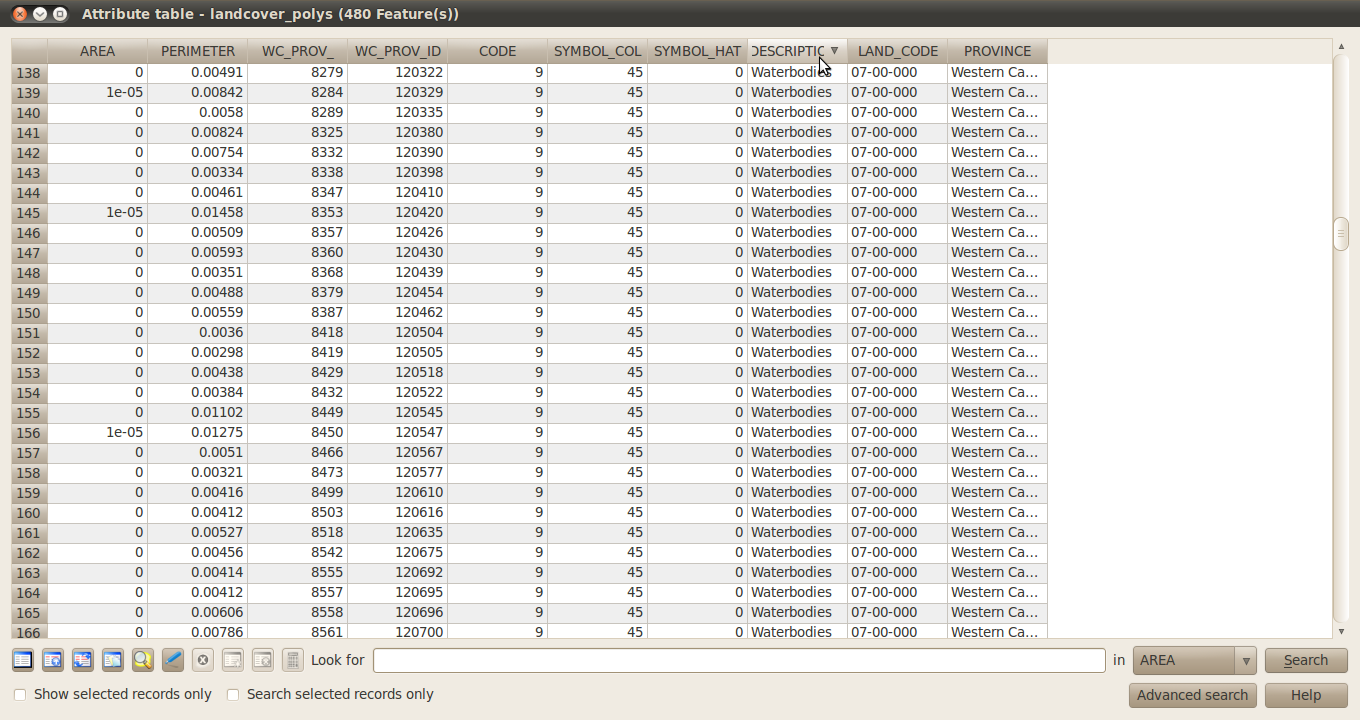 Attribute table - landcover_polys (480 Feature(s))
AREA PERIMETER WC_PROV_ WC_PROV_ID CODE SYMBOL_COL SYMBOL_HAT DESCRIPTIC LAND_CODE PROVINCE
138 0 0.00491 8279 120322 9 45 0 Waterbodies 07-00-000 Western Ca...
139 1e-05 0.00842 8284 120329 9 45 0 Waterbodies 07-00-000 Western Ca...
140 0 0.0058 8289 120335 9 45 0 Waterbodies 07-00-000 Western Ca...
141 0 0.00824 8325 120380 9 45 0 Waterbodies 07-00-000 Western Ca...
142 0 0.00754 8332 120390 9 45 0 Waterbodies 07-00-000 Western Ca...
143 0 0.00334 8338 120398 9 45 0 Waterbodies 07-00-000 Western Ca...
144 0 0.00461 8347 120410 9 45 0 Waterbodies 07-00-000 Western Ca...
145 1e-05 0.01458 8353 120420 9 45 0 Waterbodies 07-00-000 Western Ca...
146 0 0.00509 8357 120426 9 45 0 Waterbodies 07-00-000 Western Ca...
147 0 0.00593 8360 120430 9 45 0 Waterbodies 07-00-000 Western Ca...
148 0 0.00351 8368 120439 9 45 0 Waterbodies 07-00-000 Western Ca...
149 0 0.00488 8379 120454 9 45 0 Waterbodies 07-00-000 Western Ca...
150 0 0.00559 8387 120462 9 45 0 Waterbodies 07-00-000 Western Ca...
151 0 0.0036 8418 120504 9 45 0 Waterbodies 07-00-000 Western Ca...
152 0 0.00298 8419 120505 9 45 0 Waterbodies 07-00-000 Western Ca...
153 0 0.00438 8429 120518 9 45 0 Waterbodies 07-00-000 Western Ca...
154 0 0.00384 8432 120522 9 45 0 Waterbodies 07-00-000 Western Ca...
155 0 0.01102 8449 120545 9 45 0 Waterbodies 07-00-000 Western Ca...
156 1e-05 0.01275 8450 120547 9 45 0 Waterbodies 07-00-000 Western Ca...
157 0 0.0051 8466 120567 9 45 0 Waterbodies 07-00-000 Western Ca...
158 0 0.00321 8473 120577 9 45 0 Waterbodies 07-00-000 Western Ca...
159 0 0.00416 8499 120610 9 45 0 Waterbodies 07-00-000 Western Ca...
160 0 0.00412 8503 120616 9 45 0 Waterbodies 07-00-000 Western Ca...
161 0 0.00527 8518 120635 9 45 0 Waterbodies 07-00-000 Western Ca...
162 0 0.00456 8542 120675 9 45 0 Waterbodies 07-00-000 Western Ca...
163 0 0.00414 8555 120692 9 45 0 Waterbodies 07-00-000 Western Ca...
164 0 0.00412 8557 120695 9 45 0 Waterbodies 07-00-000 Western Ca...
165 0 0.00606 8558 120696 9 45 0 Waterbodies 07-00-000 Western Ca...
166 0 0.00786 8561 120700 9 45 0 Waterbodies 07-00-000 Western Ca...
Look for in AREA Search
Show selected records only Search selected records only Advanced search Help